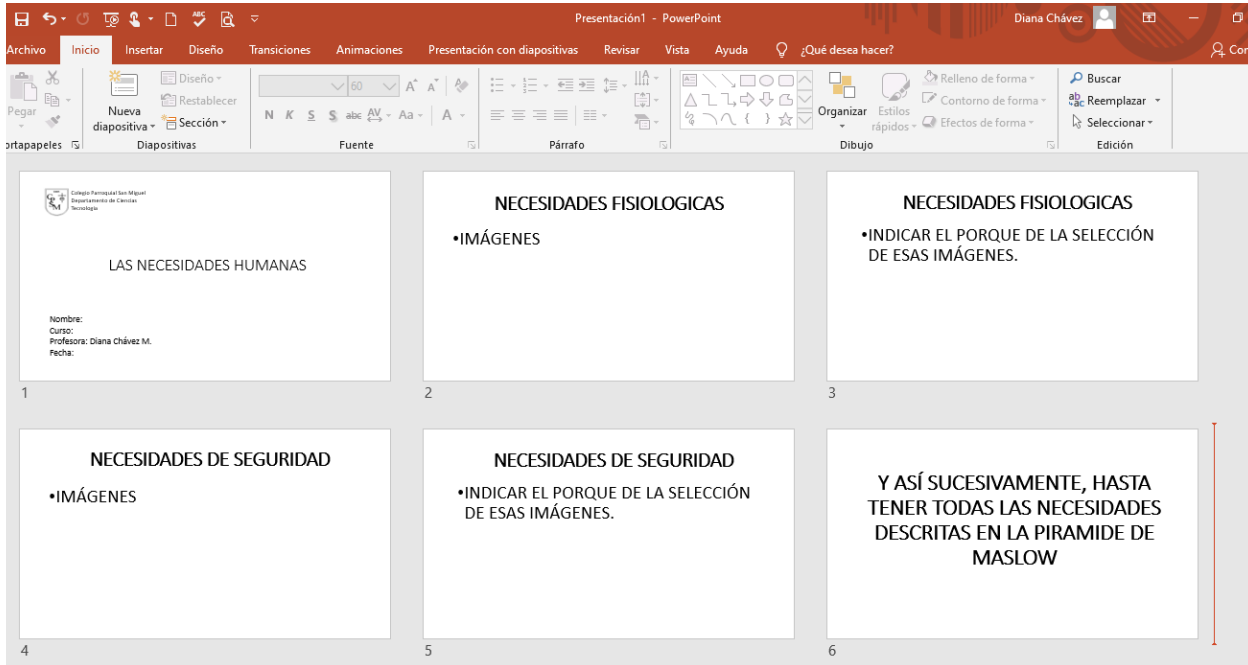 Presentación1 - PowerPoint
Diana Chávez
Archivo Inicio Insertar Diseño Transiciones Animaciones Presentación con diapositivas Revisar Vista Ayuda ¿Qué desea hacer? Com
Pegar
Nueva diapositiva
Diseño
Restablecer
Sección
60
N K S S abc AV Aa A
Organizar
Estilos rápidos
Relleno de forma
Contorno de forma
Efectos de forma
Buscar
Reemplazar
Seleccionar
ortapapeles Diapositivas Fuente Párrafo Dibujo Edición
Colegio Parroquial San Miguel
Departamento de Ciencias
Tecnología
LAS NECESIDADES HUMANAS
Nombre:
Curso:
Profesora: Diana Chávez M.
Fecha:
1
NECESIDADES FISIOLOGICAS
•IMÁGENES
2
NECESIDADES FISIOLOGICAS
•INDICAR EL PORQUE DE LA SELECCIÓN
DE ESAS IMÁGENES.
3
NECESIDADES DE SEGURIDAD
•IMÁGENES
4
NECESIDADES DE SEGURIDAD
•INDICAR EL PORQUE DE LA SELECCIÓN
DE ESAS IMÁGENES.
5
Y ASÍ SUCESIVAMENTE, HASTA
TENER TODAS LAS NECESIDADES
DESCRITAS EN LA PIRAMIDE DE
MASLOW
6